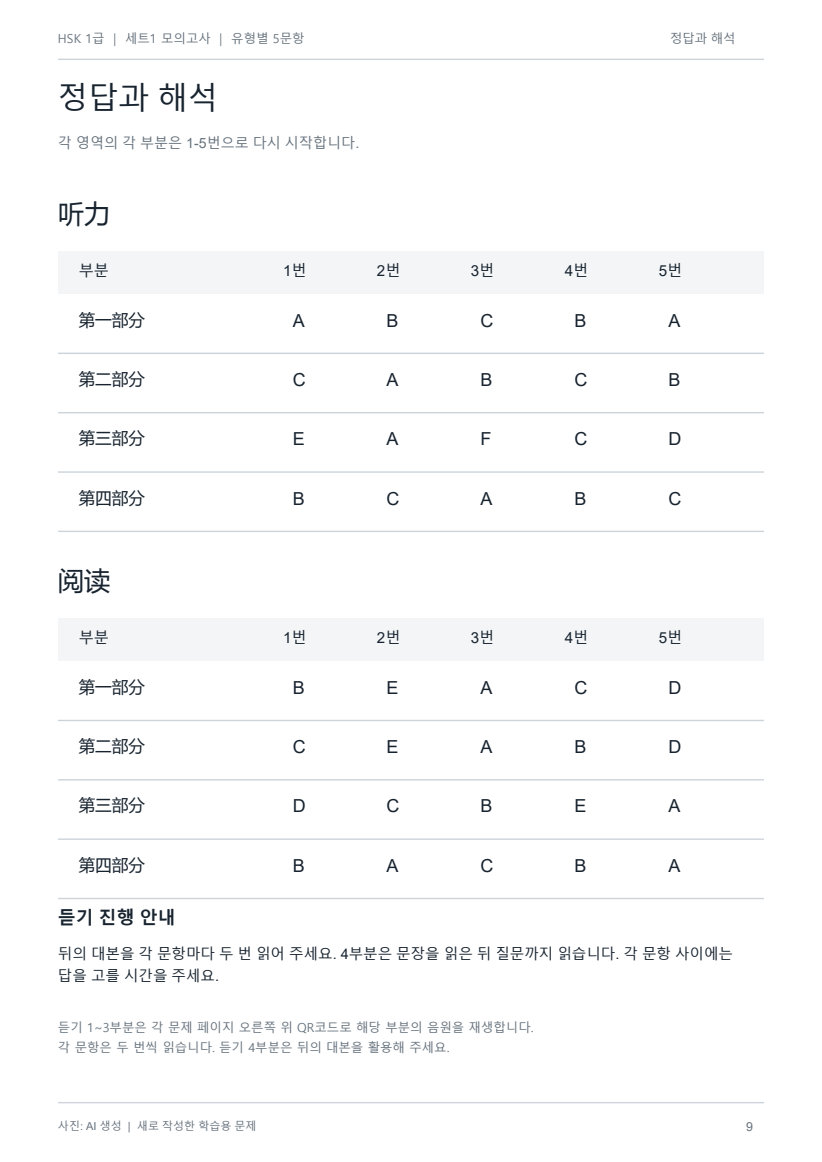 HSK 1급 | 세트1 모의고사 | 유형별 5문항 정답과 해석
정답과 해석
각 영역의 각 부분은 1-5번으로 다시 시작합니다.
听力
부분 1번 2번 3번 4번 5번
第一部分 A B C B A
第二部分 C A B C B
第三部分 E A F C D
第四部分 B C A B C
阅读
부분 1번 2번 3번 4번 5번
第一部分 B E A C D
第二部分 C E A B D
第三部分 D C B E A
第四部分 B A C B A
듣기 진행 안내
뒤의 대본을 각 문항마다 두 번 읽어 주세요. 4부분은 문장을 읽은 뒤 질문까지 읽습니다. 각 문항 사이에는
답을 고를 시간을 주세요.
듣기 1~3부분은 각 문제 페이지 오른쪽 위 QR코드로 해당 부분의 음원을 재생합니다.
각 문항은 두 번씩 읽습니다. 듣기 4부분은 뒤의 대본을 활용해 주세요.
사진: AI 생성 | 새로 작성한 학습용 문제 9